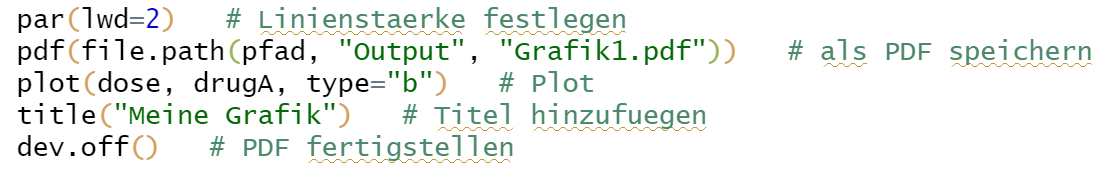 par(lwd=2)   # Linienstaerke festlegen
pdf(file.path(pfad, "Output", "Grafik1.pdf"))   # als PDF speichern
plot(dose, drugA, type="b")   # Plot
title("Meine Grafik")   # Titel hinzufuegen
dev.off()   # PDF fertigstellen